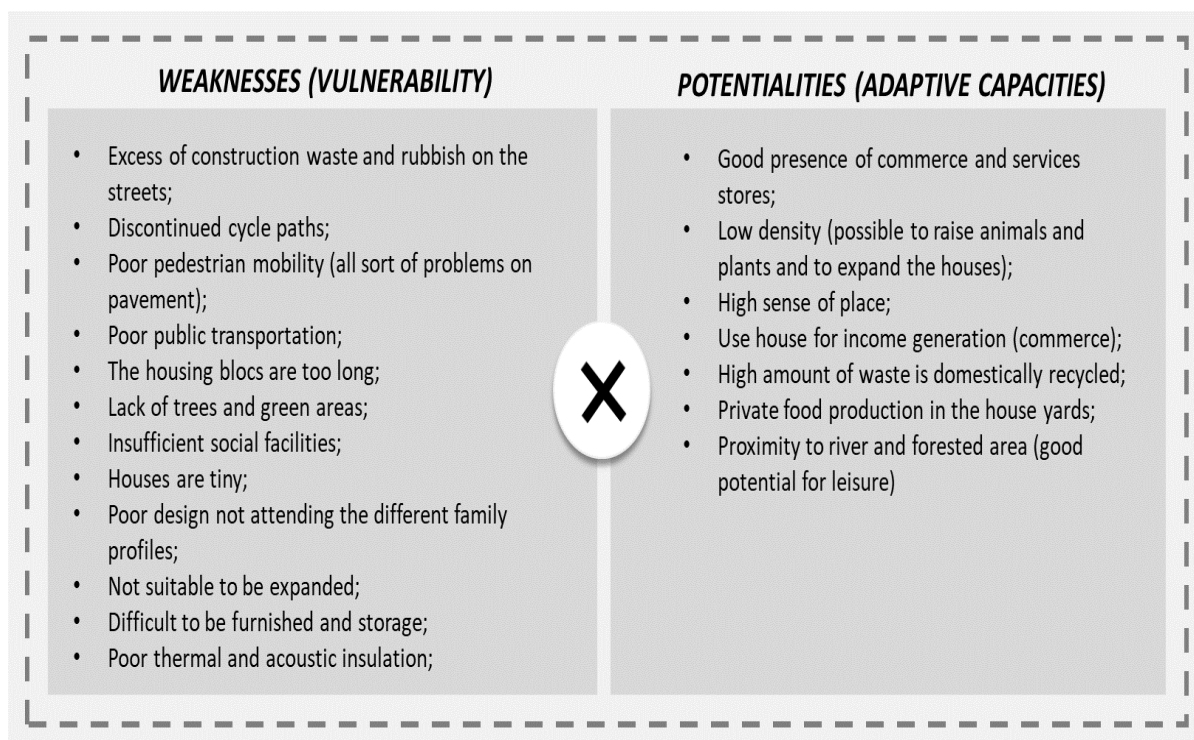 WEAKNESSES (VULNERABILITY)
• Excess of construction waste and rubbish on the
streets;
• Discontinued cycle paths;
• Poor pedestrian mobility (all sort of problems on
pavement);
• Poor public transportation;
• The housing blocs are too long;
• Lack of trees and green areas;
• Insufficient social facilities;
• Houses are tiny;
• Poor design not attending the different family
profiles;
• Not suitable to be expanded;
• Difficult to be furnished and storage;
• Poor thermal and acoustic insulation;
X
POTENTIALITIES (ADAPTIVE CAPACITIES)
• Good presence of commerce and services
stores;
• Low density (possible to raise animals and
plants and to expand the houses);
• High sense of place;
• Use house for income generation (commerce);
• High amount of waste is domestically recycled;
• Private food production in the house yards;
• Proximity to river and forested area (good
potential for leisure)